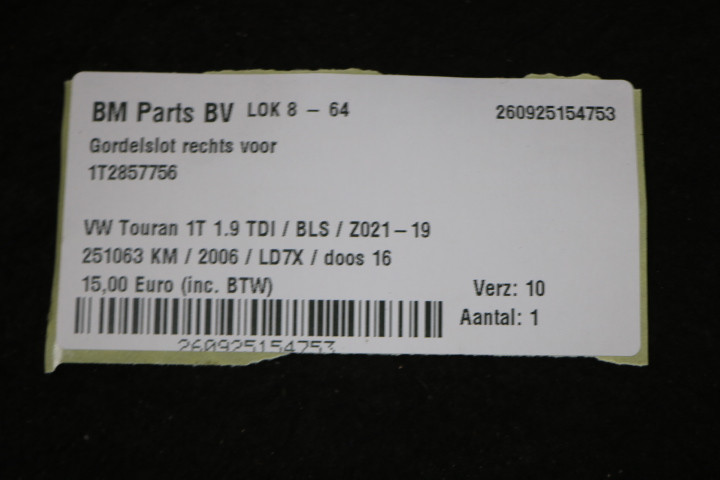 BM Parts BV LOK 8 - 64 260925154753
Gordelslot rechts voor
1T2857756
VW Touran 1T 1.9 TDI / BLS / Z021-19
251063 KM / 2006 / LD7X / doos 16
15,00 Euro (inc. BTW) Verz: 10
Aantal: 1
260925154753